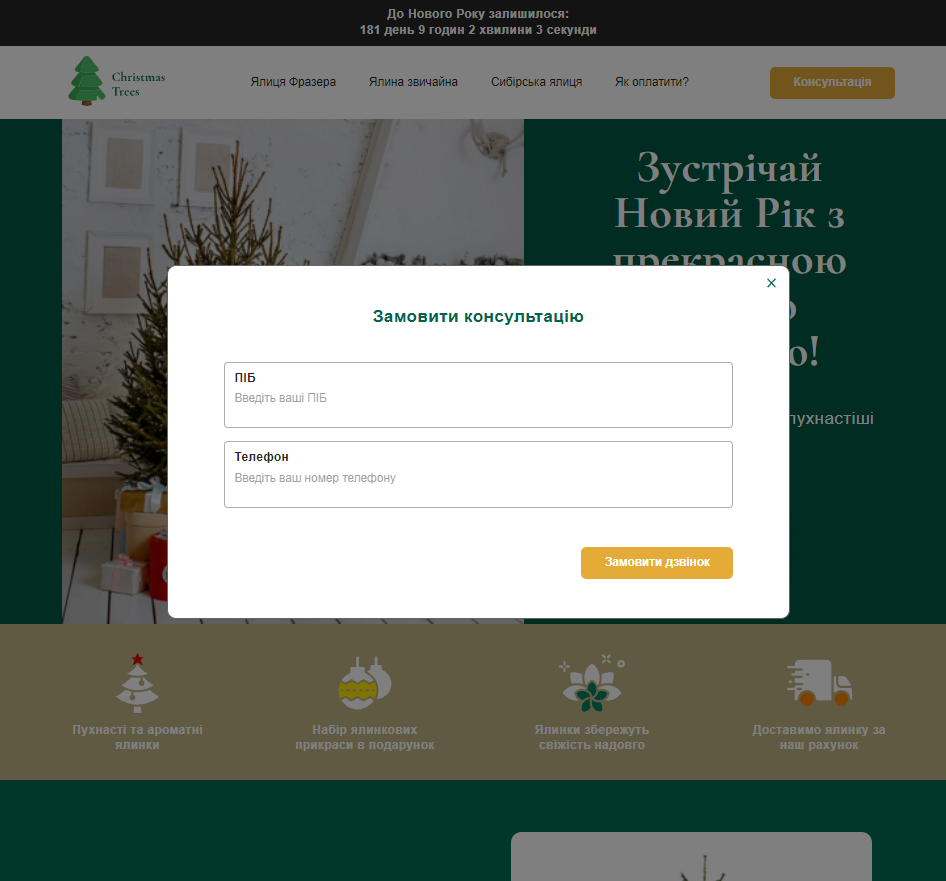 До Нового Року залишилося:
181 день 9 годин 2 хвилини 3 секунди
Christmas
Trees
Ялиця Фразера
Ялина звичайна
Сибірська ялиця
Як оплатити?
Консультація
Зустрічай
Новий Рік з
прекрасною
о!
пухнастіші
Замовити консультацію
ПІБ
Введіть ваші ПІБ
Телефон
Введіть ваш номер телефону
Замовити дзвінок
Пухнасті та ароматні
ялинки
Набір ялинкових
прикраси в подарунок
Ялинки збережуть
свіжість надовго
Доставимо ялинку за
наш рахунок